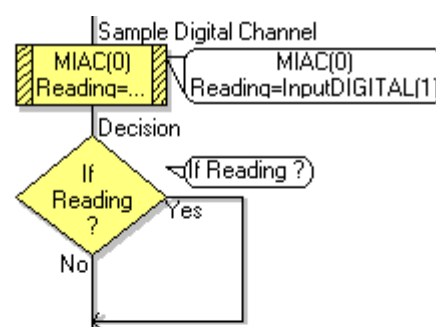 Sample Digital Channel
MIAC(0)
Reading=...
MIAC(0)
Reading=InputDIGITAL(1)
Decision
If
Reading
?
If Reading ?)
Yes
No